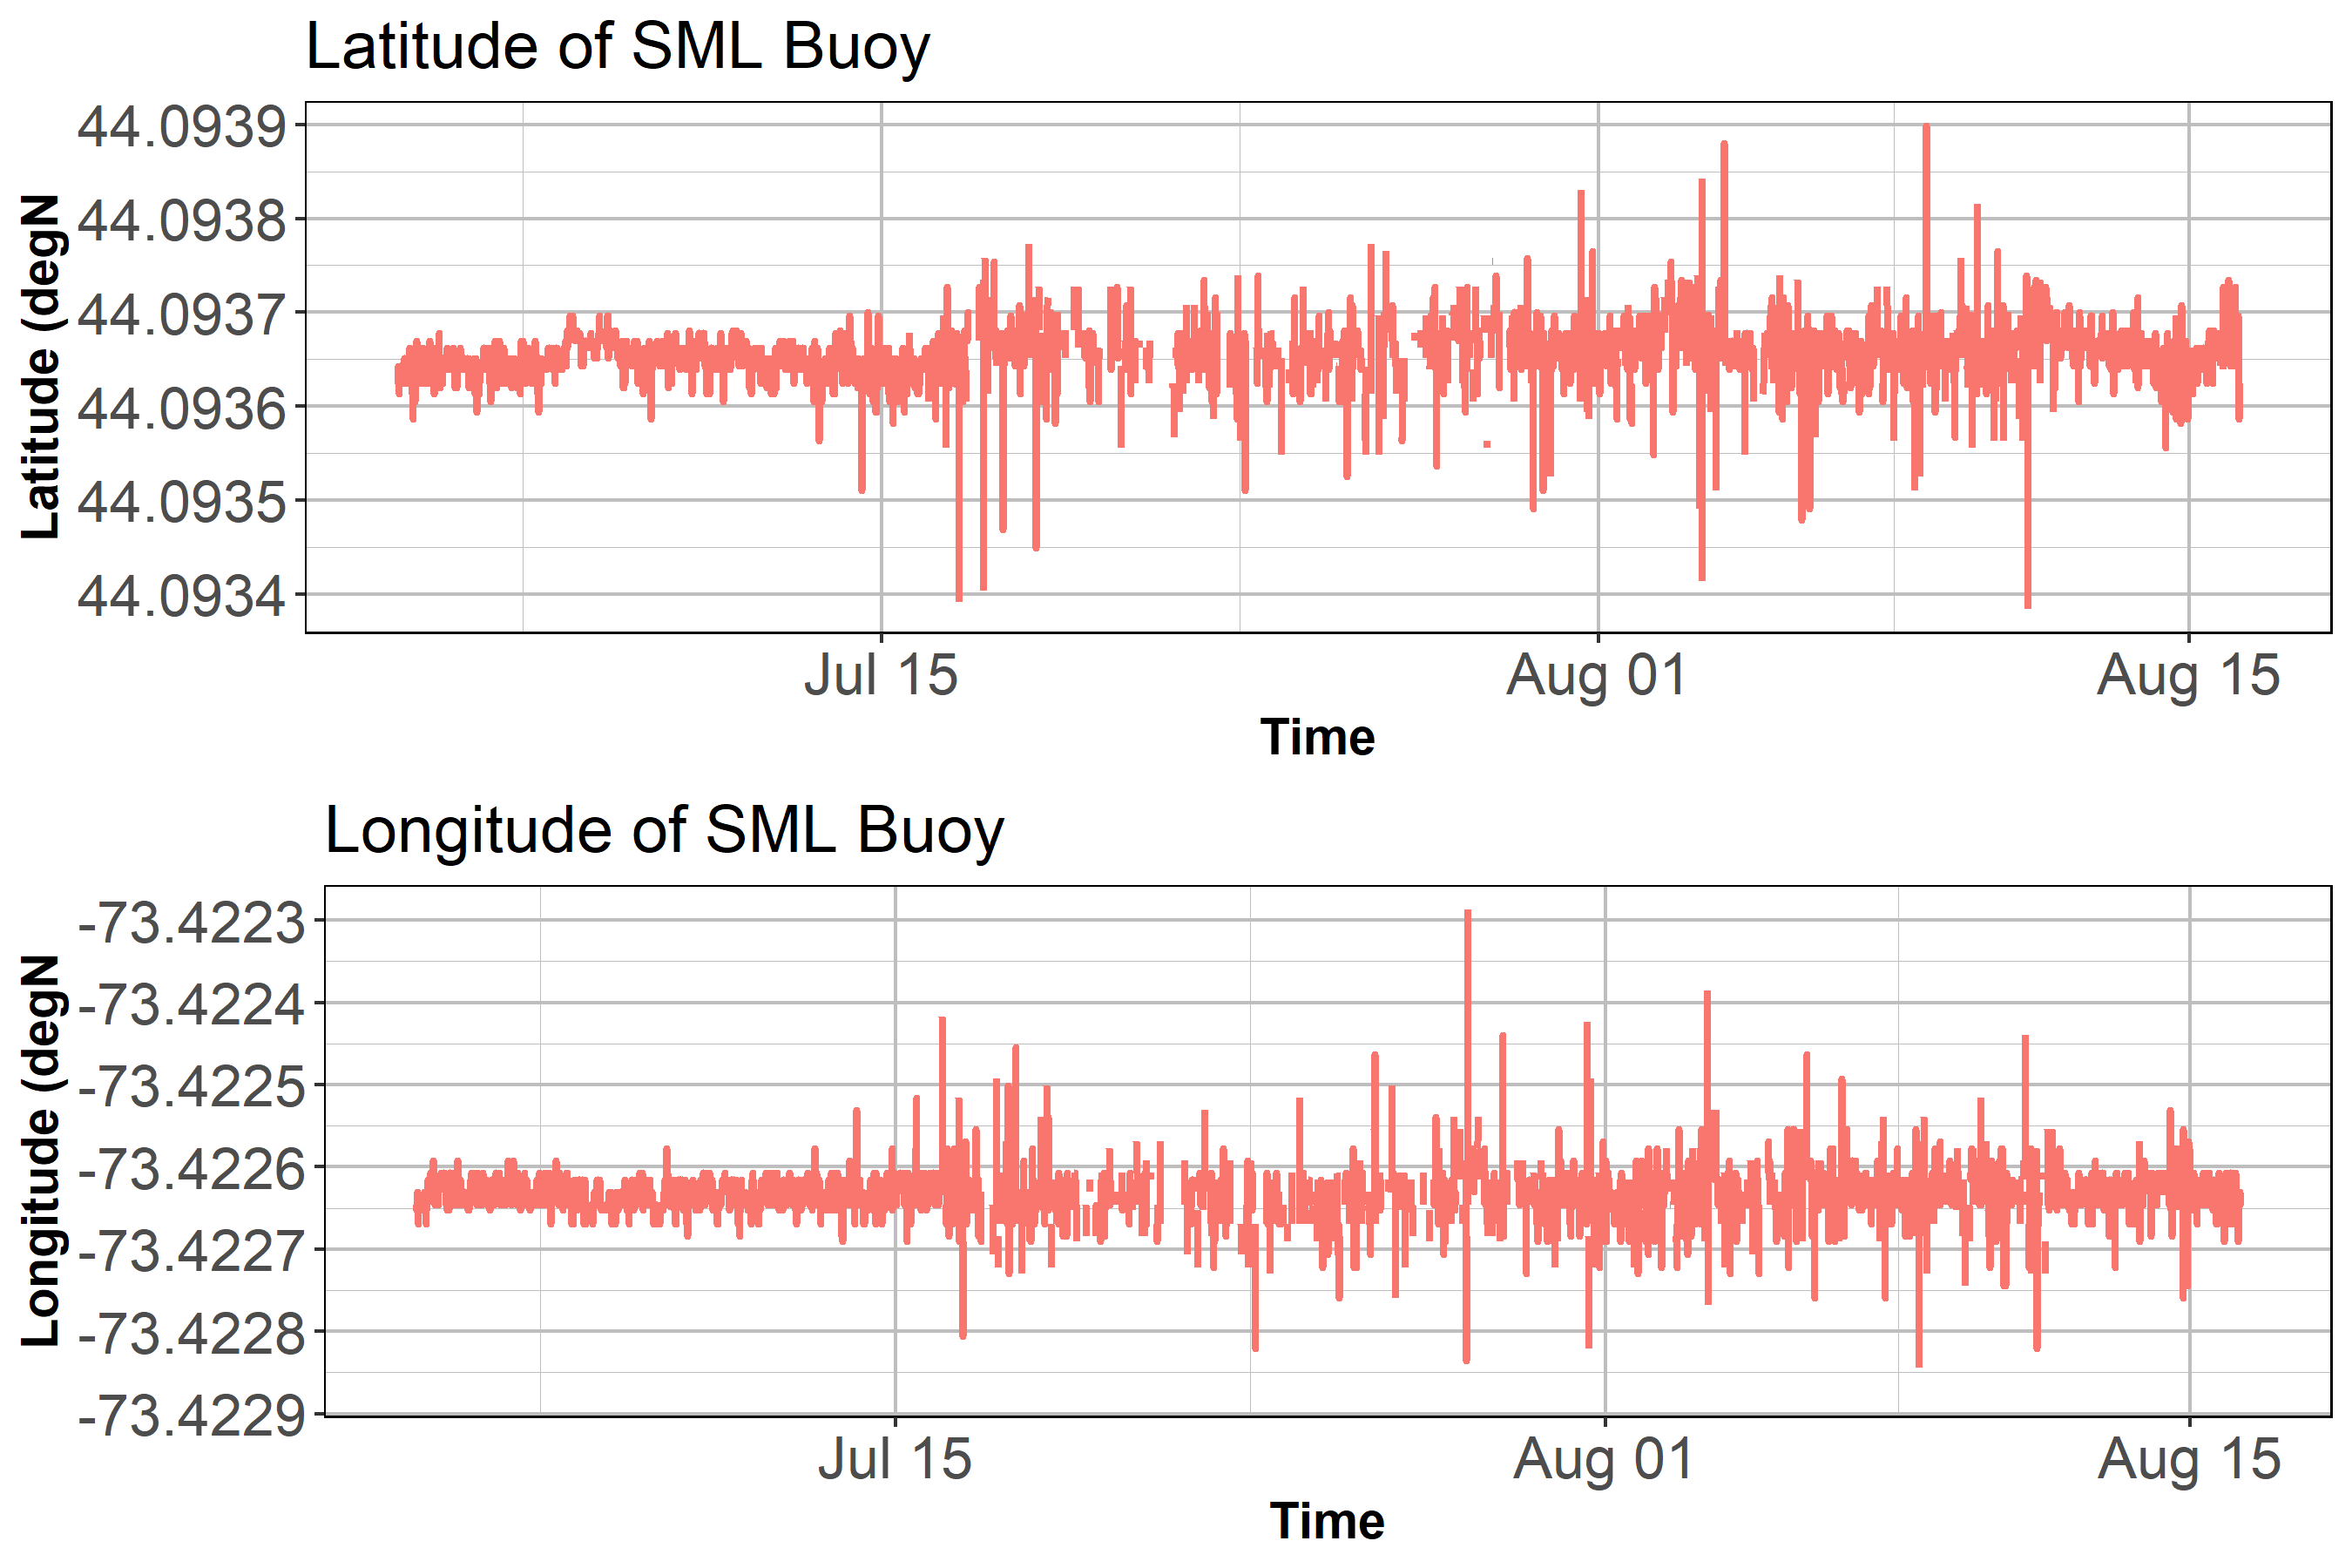 Latitude of SML Buoy
44.0939
44.0938
44.0937
44.0936
44.0935
44.0934
Latitude (degN
Jul 15 Aug 01 Aug 15
Time
Longitude of SML Buoy
-73.4223
-73.4224
-73.4225
-73.4226
-73.4227
-73.4228
-73.4229
Longitude (degN
Jul 15 Aug 01 Aug 15
Time